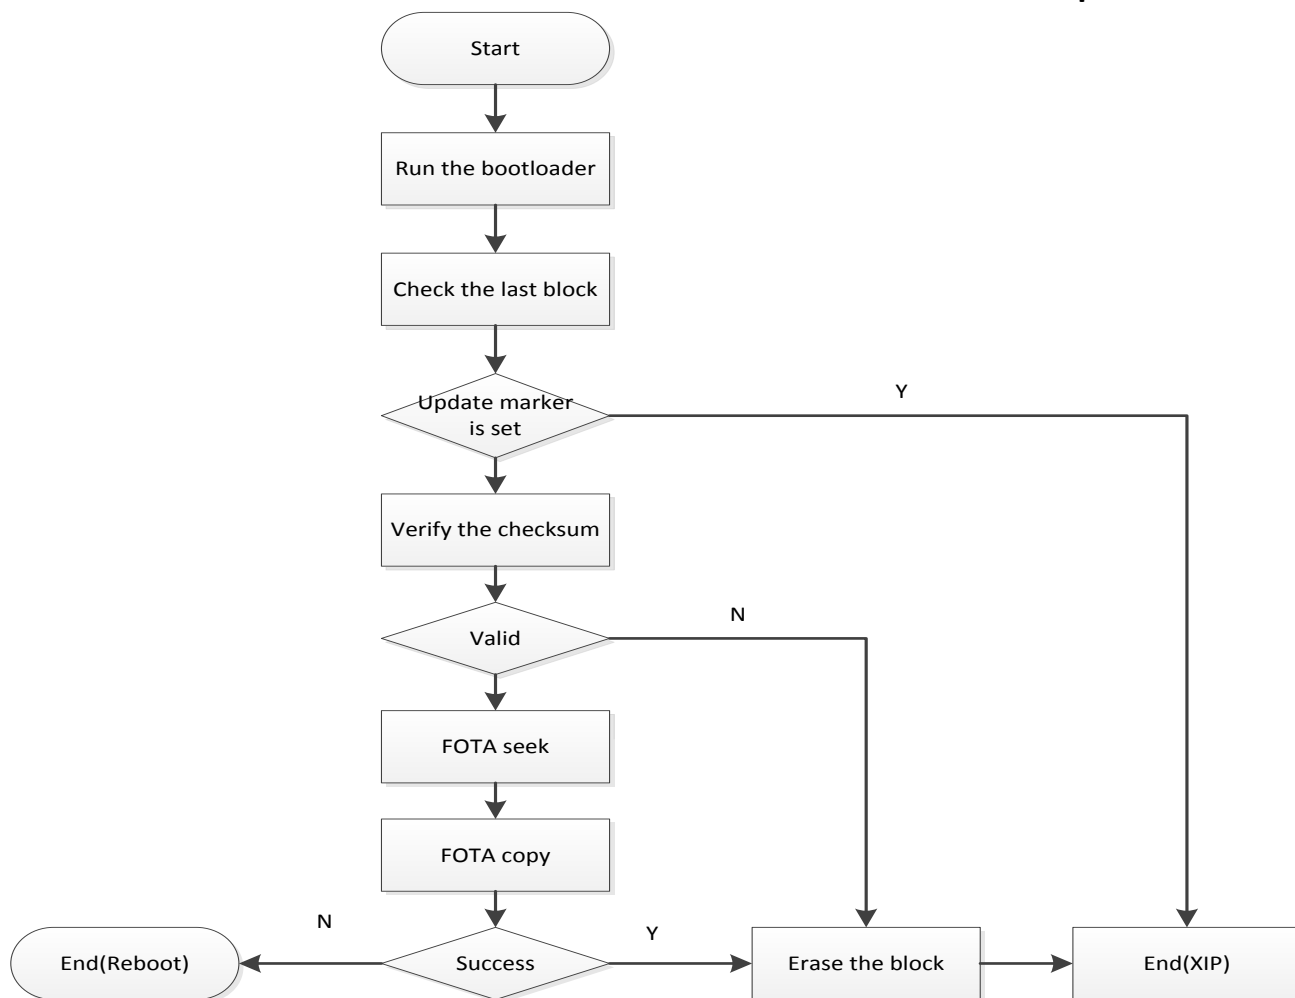 Start
Run the bootloader
Check the last block
Update marker
is set
Y
Verify the checksum
Valid
N
FOTA seek
FOTA copy
Success
N
Y
End(Reboot)
Erase the block
End(XIP)